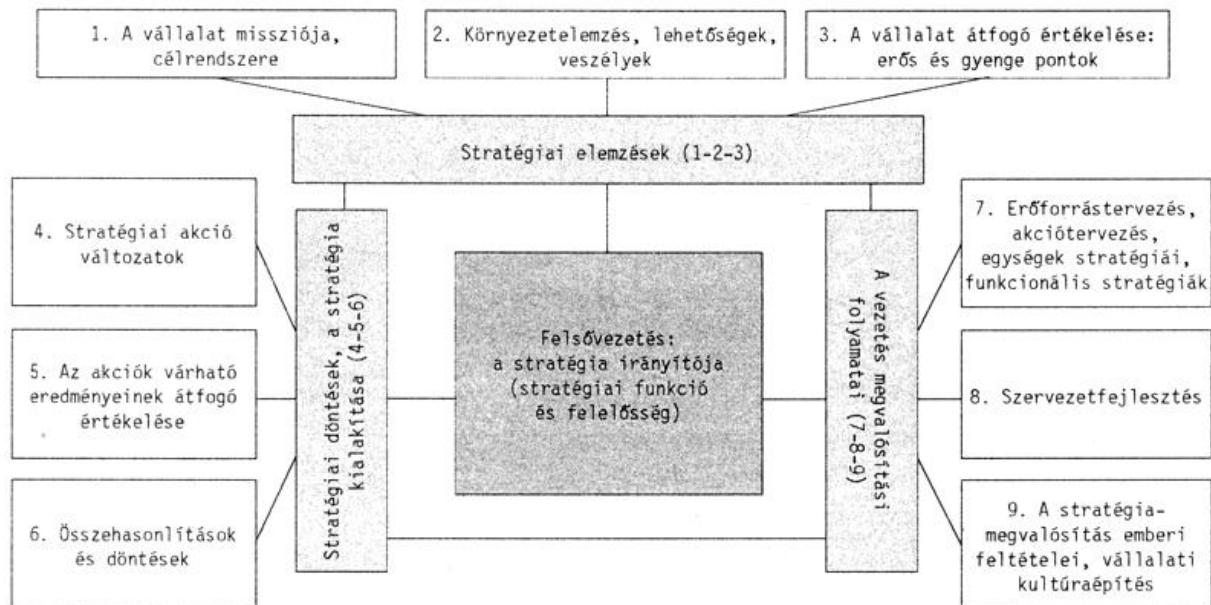 1. A vállalat missziója,
célrendszere
2. Környezetelemzés, lehetőségek,
veszélyek
3. A vállalat átfogó értékelése:
erős és gyenge pontok
Stratégiai elemzések (1-2-3)
4. Stratégiai akció
változatok
5. Az akciók várható
eredményeinek átfogó
értékelése
6. Összehasonlítások
és döntések
Stratégiai döntések, a stratégia
kialakítása (4-5-6)
Felsővezetés:
a stratégia irányítója
(stratégiai funkció
és felelősség)
A vezetés megvalósítási
folyamatai (7-8-9)
7. Erőforrástervezés,
akciótervezés,
egységek stratégiái,
funkcionális stratégiák
8. Szervezetfejlesztés
9. A stratégia-
megvalósítás emberi
feltételei, vállalati
kultúraépítés